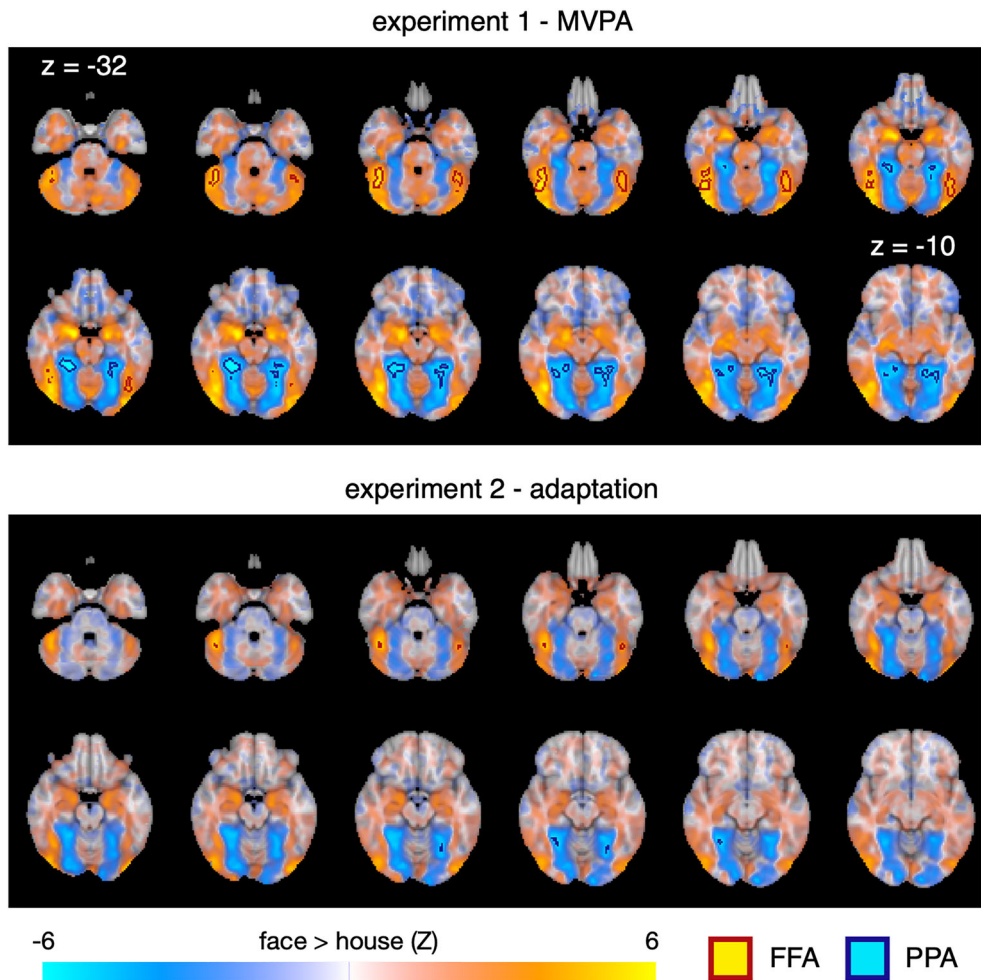 experiment 1 - MVPA
z = -32
z = -10
experiment 2 - adaptation
-6 face > house (Z) 6
FFA PPA